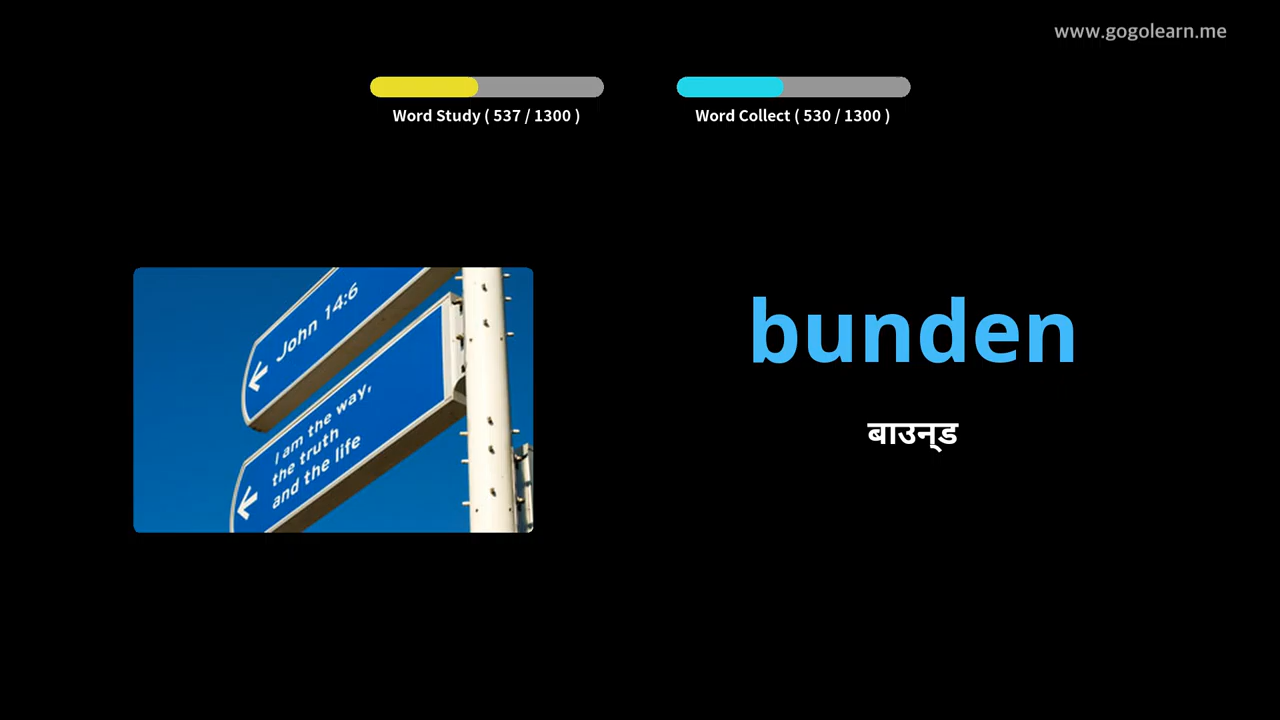 www.gogolearn.me
Word Study ( 537 / 1300 )
Word Collect ( 530 / 1300 )
John 14:6
I am the way,
the truth
and the life
bunden
बाउन्ड